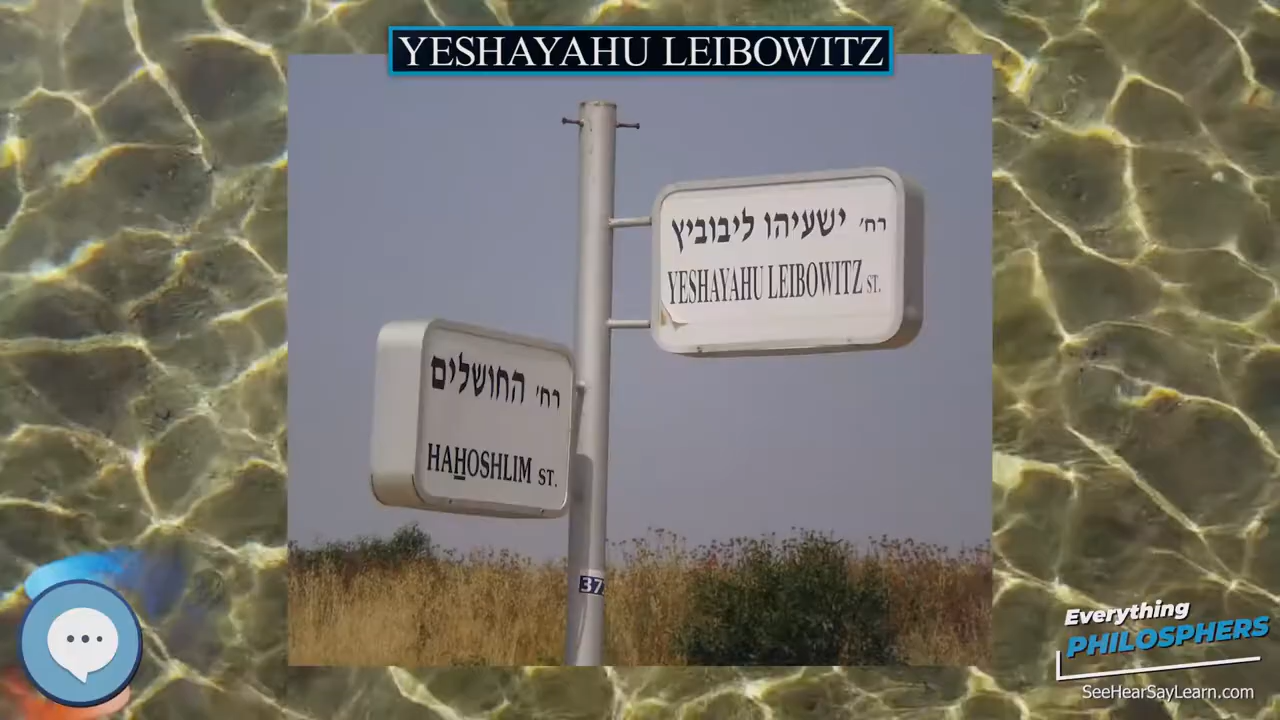 YESHAYAHU LEIBOWITZ
רח' ישעיהו ליבוביץ
YESHAYAHU LEIBOWITZ ST.
רח' החושלים
HAHOSHLIM ST.
37
Everything
PHILOSPHERS
SeeHearSayLearn.com